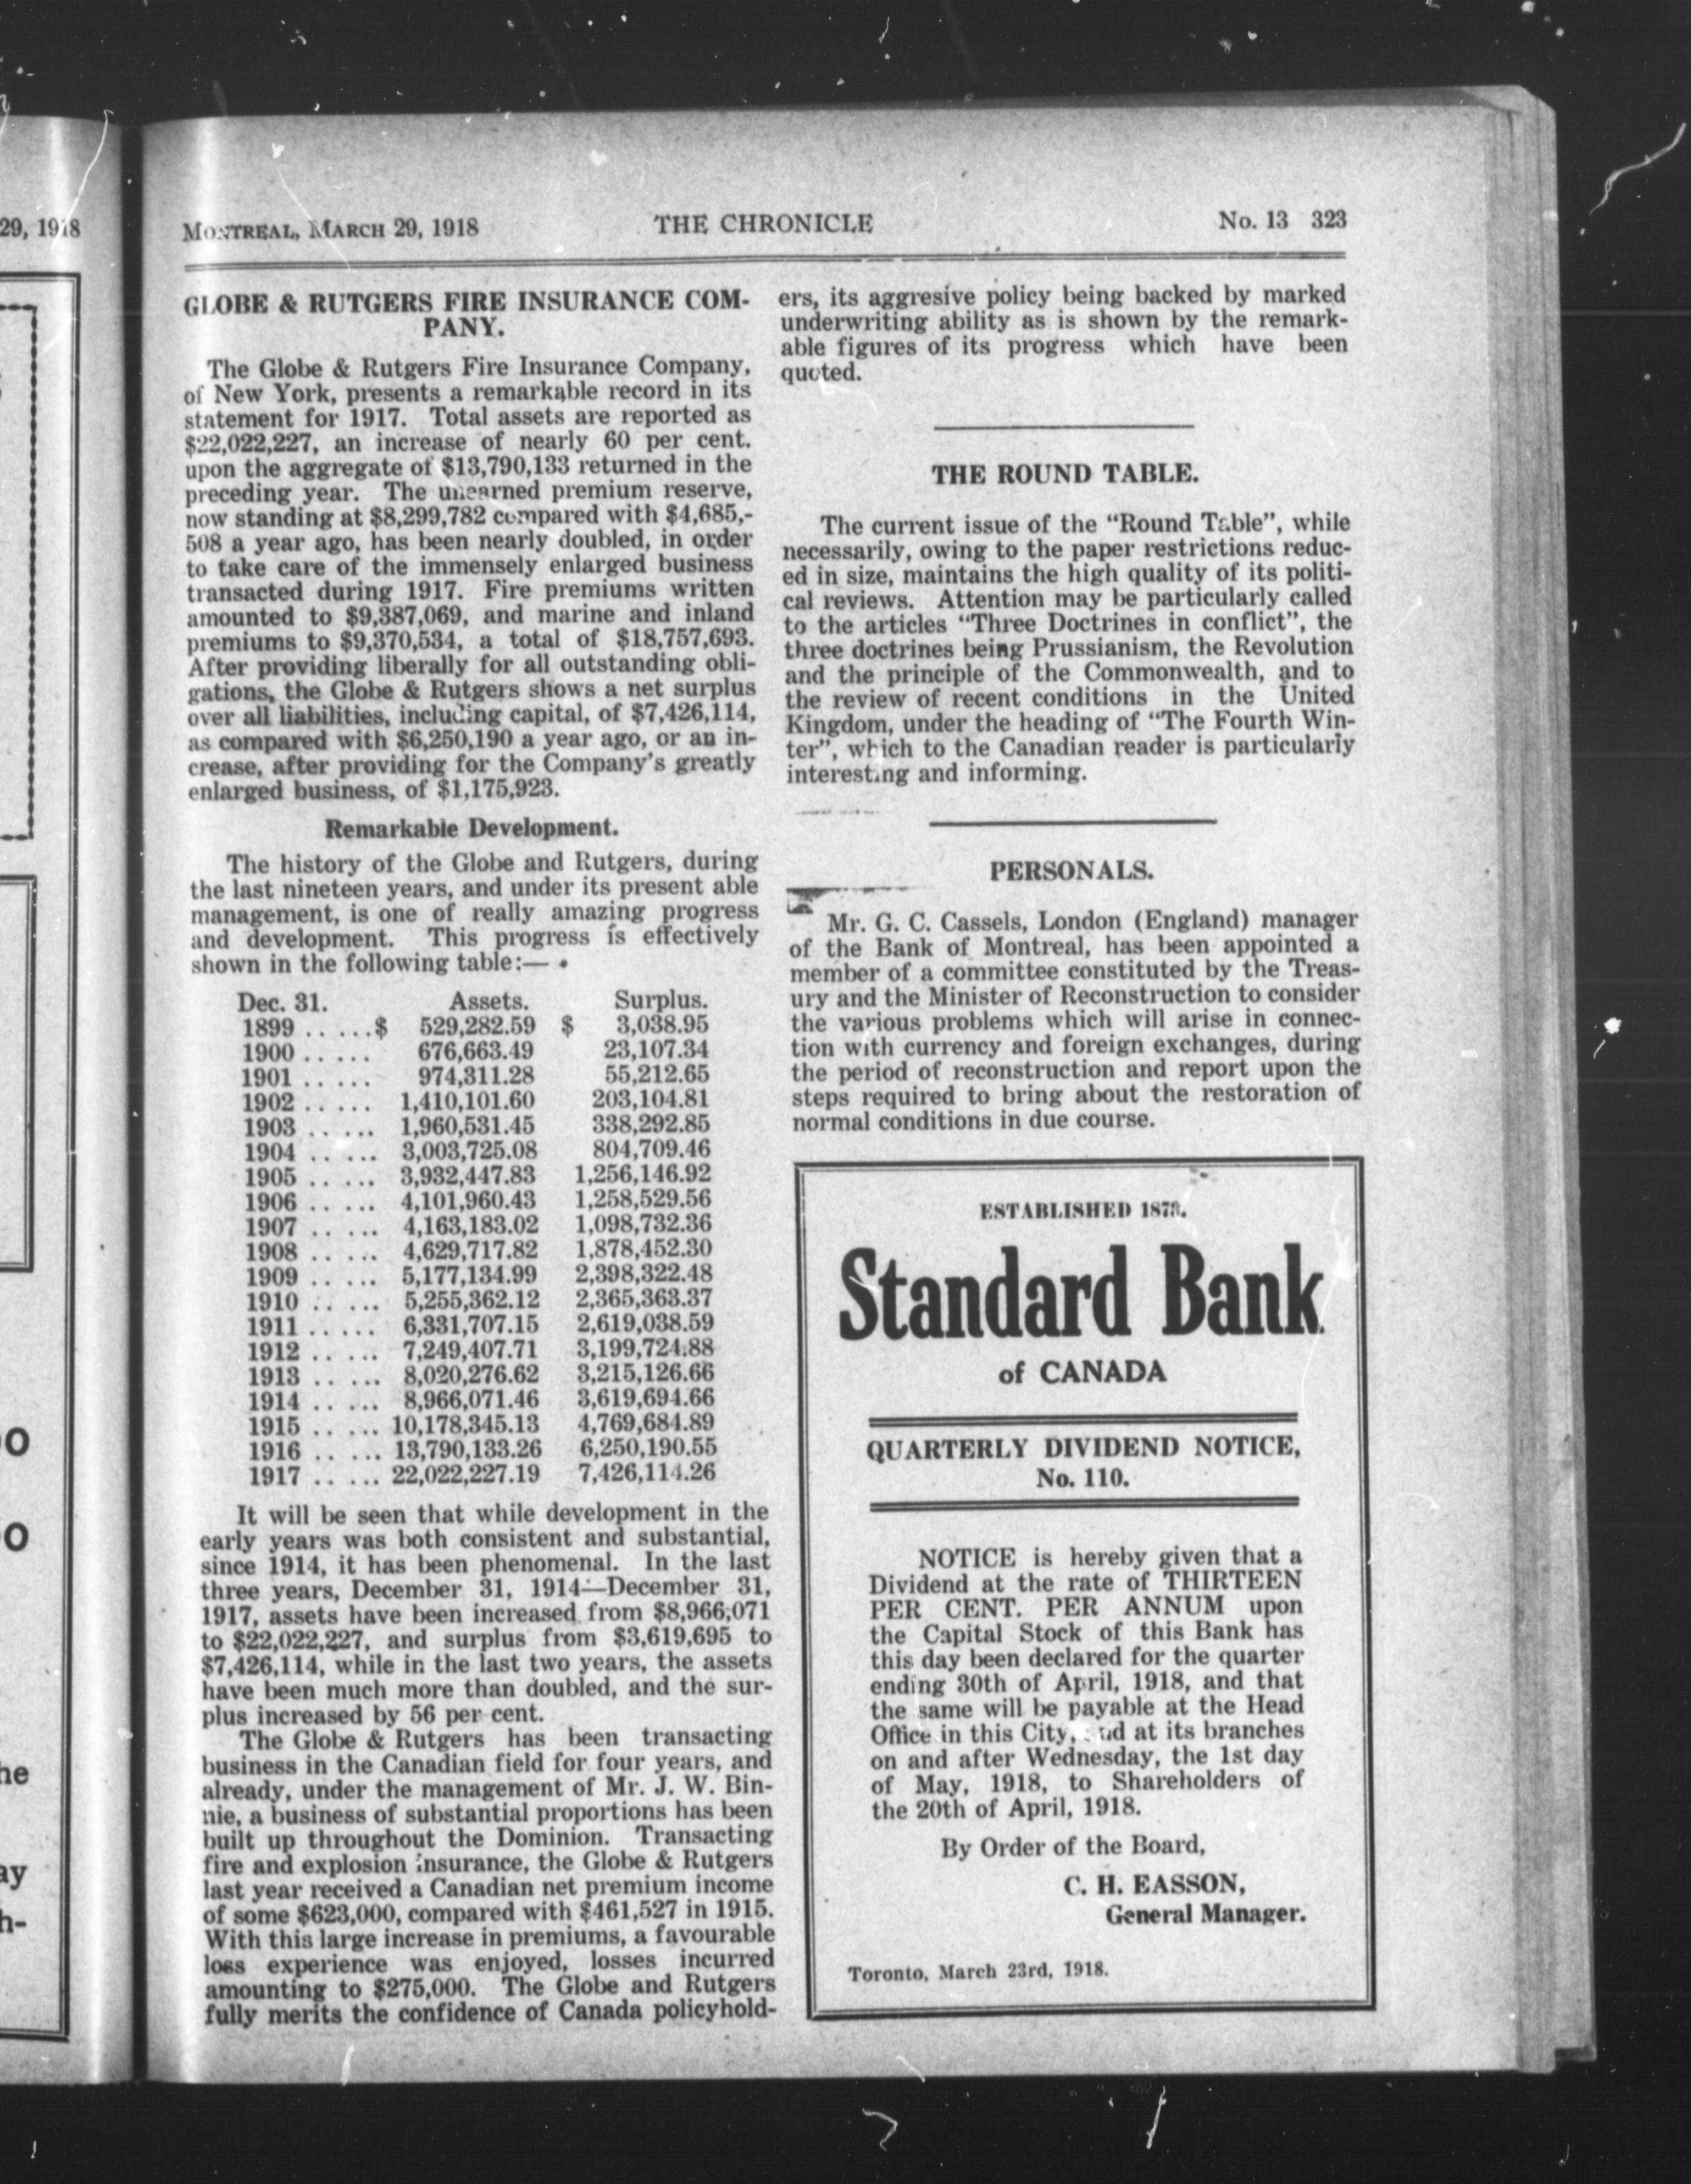 29, 1918
MONTREAL, MARCH 29, 1918 THE CHRONICLE No. 13 323
GLOBE & RUTGERS FIRE INSURANCE COM-
PANY.
The Globe & Rutgers Fire Insurance Company,
of New York, presents a remarkable record in its
statement for 1917. Total assets are reported as
$22,022,227, an increase of nearly 60 per cent.
upon the aggregate of $13,790,133 returned in the
preceding year. The unearned premium reserve,
now standing at $8,299,782 compared with $4,685,-
508 a year ago, has been nearly doubled, in order
to take care of the immensely enlarged business
transacted during 1917. Fire premiums written
amounted to $9,387,069, and marine and inland
premiums to $9,370,534, a total of $18,757,693.
After providing liberally for all outstanding obli-
gations, the Globe & Rutgers shows a net surplus
over all liabilities, including capital, of $7,426,114,
as compared with $6,250,190 a year ago, or an in-
crease, after providing for the Company's greatly
enlarged business, of $1,175,923.
Remarkable Development.
The history of the Globe and Rutgers, during
the last nineteen years, and under its present able
management, is one of really amazing progress
and development. This progress is effectively
shown in the following table:—
Dec. 31. Assets. Surplus.
1899 . . . . . $ 529,282.59 $ 3,038.95
1900 . . . . . 676,663.49 23,107.34
1901 . . . . . 974,311.28 55,212.65
1902 . . . . . 1,410,101.60 203,104.81
1903 . . . . . 1,960,531.45 338,292.85
1904 . . . . . 3,003,725.08 804,709.46
1905 . . . . . 3,932,447.83 1,256,146.92
1906 . . . . . 4,101,960.43 1,258,529.56
1907 . . . . . 4,163,183.02 1,098,732.36
1908 . . . . . 4,629,717.82 1,878,452.30
1909 . . . . . 5,177,134.99 2,398,322.48
1910 . . . . . 5,255,362.12 2,365,363.37
1911 . . . . . 6,331,707.15 2,619,038.59
1912 . . . . . 7,249,407.71 3,199,724.88
1913 . . . . . 8,020,276.62 3,215,126.66
1914 . . . . . 8,966,071.46 3,619,694.66
1915 . . . . . 10,178,345.13 4,769,684.89
1916 . . . . . 13,790,133.26 6,250,190.55
1917 . . . . . 22,022,227.19 7,426,114.26
It will be seen that while development in the
early years was both consistent and substantial,
since 1914, it has been phenomenal. In the last
three years, December 31, 1914—December 31,
1917, assets have been increased from $8,966,071
to $22,022,227, and surplus from $3,619,695 to
$7,426,114, while in the last two years, the assets
have been much more than doubled, and the sur-
plus increased by 56 per cent.
The Globe & Rutgers has been transacting
business in the Canadian field for four years, and
already, under the management of Mr. J. W. Bin-
nie, a business of substantial proportions has been
built up throughout the Dominion. Transacting
fire and explosion insurance, the Globe & Rutgers
last year received a Canadian net premium income
of some $623,000, compared with $461,527 in 1915.
With this large increase in premiums, a favourable
loss experience was enjoyed, losses incurred
amounting to $275,000. The Globe and Rutgers
fully merits the confidence of Canada policyhold-
ers, its aggresive policy being backed by marked
underwriting ability as is shown by the remark-
able figures of its progress which have been
quoted.
THE ROUND TABLE.
The current issue of the "Round Table", while
necessarily, owing to the paper restrictions reduc-
ed in size, maintains the high quality of its politi-
cal reviews. Attention may be particularly called
to the articles "Three Doctrines in conflict", the
three doctrines being Prussianism, the Revolution
and the principle of the Commonwealth, and to
the review of recent conditions in the United
Kingdom, under the heading of "The Fourth Win-
ter", which to the Canadian reader is particularly
interesting and informing.
PERSONALS.
Mr. G. C. Cassels, London (England) manager
of the Bank of Montreal, has been appointed a
member of a committee constituted by the Treas-
ury and the Minister of Reconstruction to consider
the various problems which will arise in connec-
tion with currency and foreign exchanges, during
the period of reconstruction and report upon the
steps required to bring about the restoration of
normal conditions in due course.
ESTABLISHED 1873.
Standard Bank
of CANADA
QUARTERLY DIVIDEND NOTICE,
No. 110.
NOTICE is hereby given that a
Dividend at the rate of THIRTEEN
PER CENT. PER ANNUM upon
the Capital Stock of this Bank has
this day been declared for the quarter
ending 30th of April, 1918, and that
the same will be payable at the Head
Office in this City, and at its branches
on and after Wednesday, the 1st day
of May, 1918, to Shareholders of
the 20th of April, 1918.
By Order of the Board,
C. H. EASSON,
General Manager.
Toronto, March 23rd, 1918.